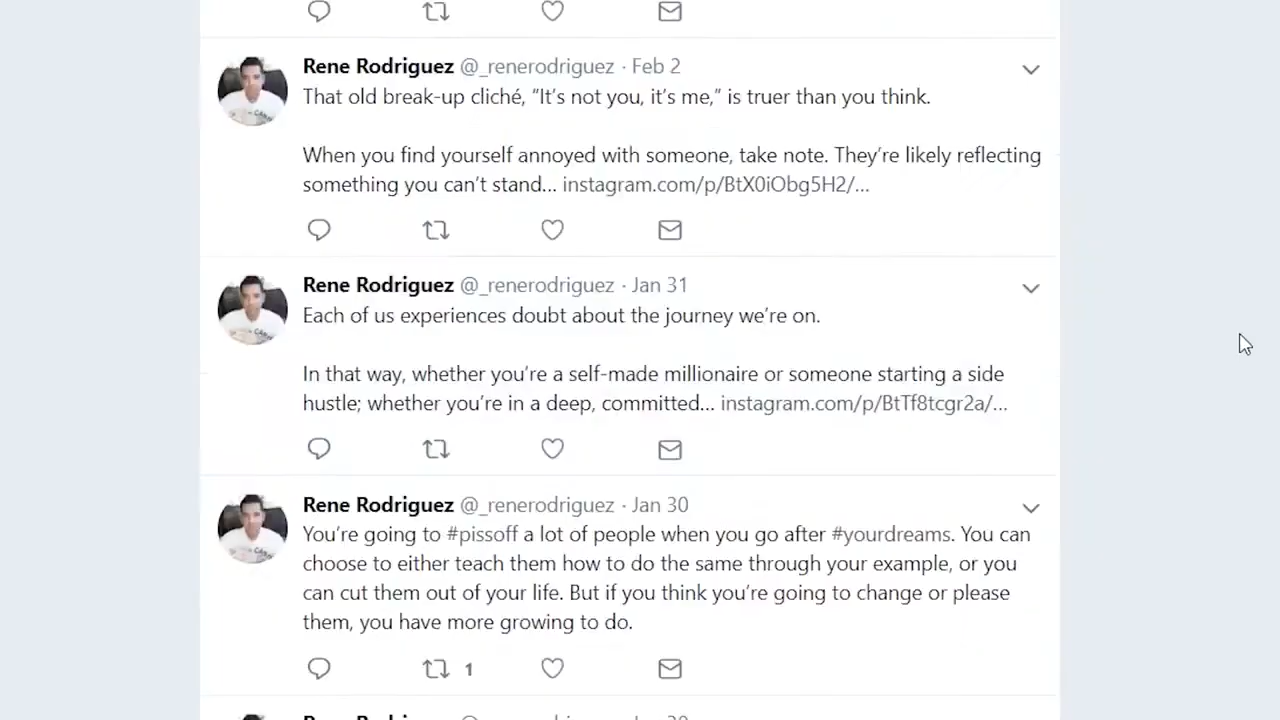 Rene Rodriguez @_renerodriguez · Feb 2
That old break-up cliché, “It’s not you, it’s me,” is truer than you think.
When you find yourself annoyed with someone, take note. They’re likely reflecting
something you can’t stand... instagram.com/p/BtX0iObg5H2/...
Rene Rodriguez @_renerodriguez · Jan 31
Each of us experiences doubt about the journey we’re on.
In that way, whether you’re a self-made millionaire or someone starting a side
hustle; whether you’re in a deep, committed... instagram.com/p/BtTf8tcgr2a/...
Rene Rodriguez @_renerodriguez · Jan 30
You’re going to #pissoff a lot of people when you go after #yourdreams. You can
choose to either teach them how to do the same through your example, or you
can cut them out of your life. But if you think you’re going to change or please
them, you have more growing to do.
1